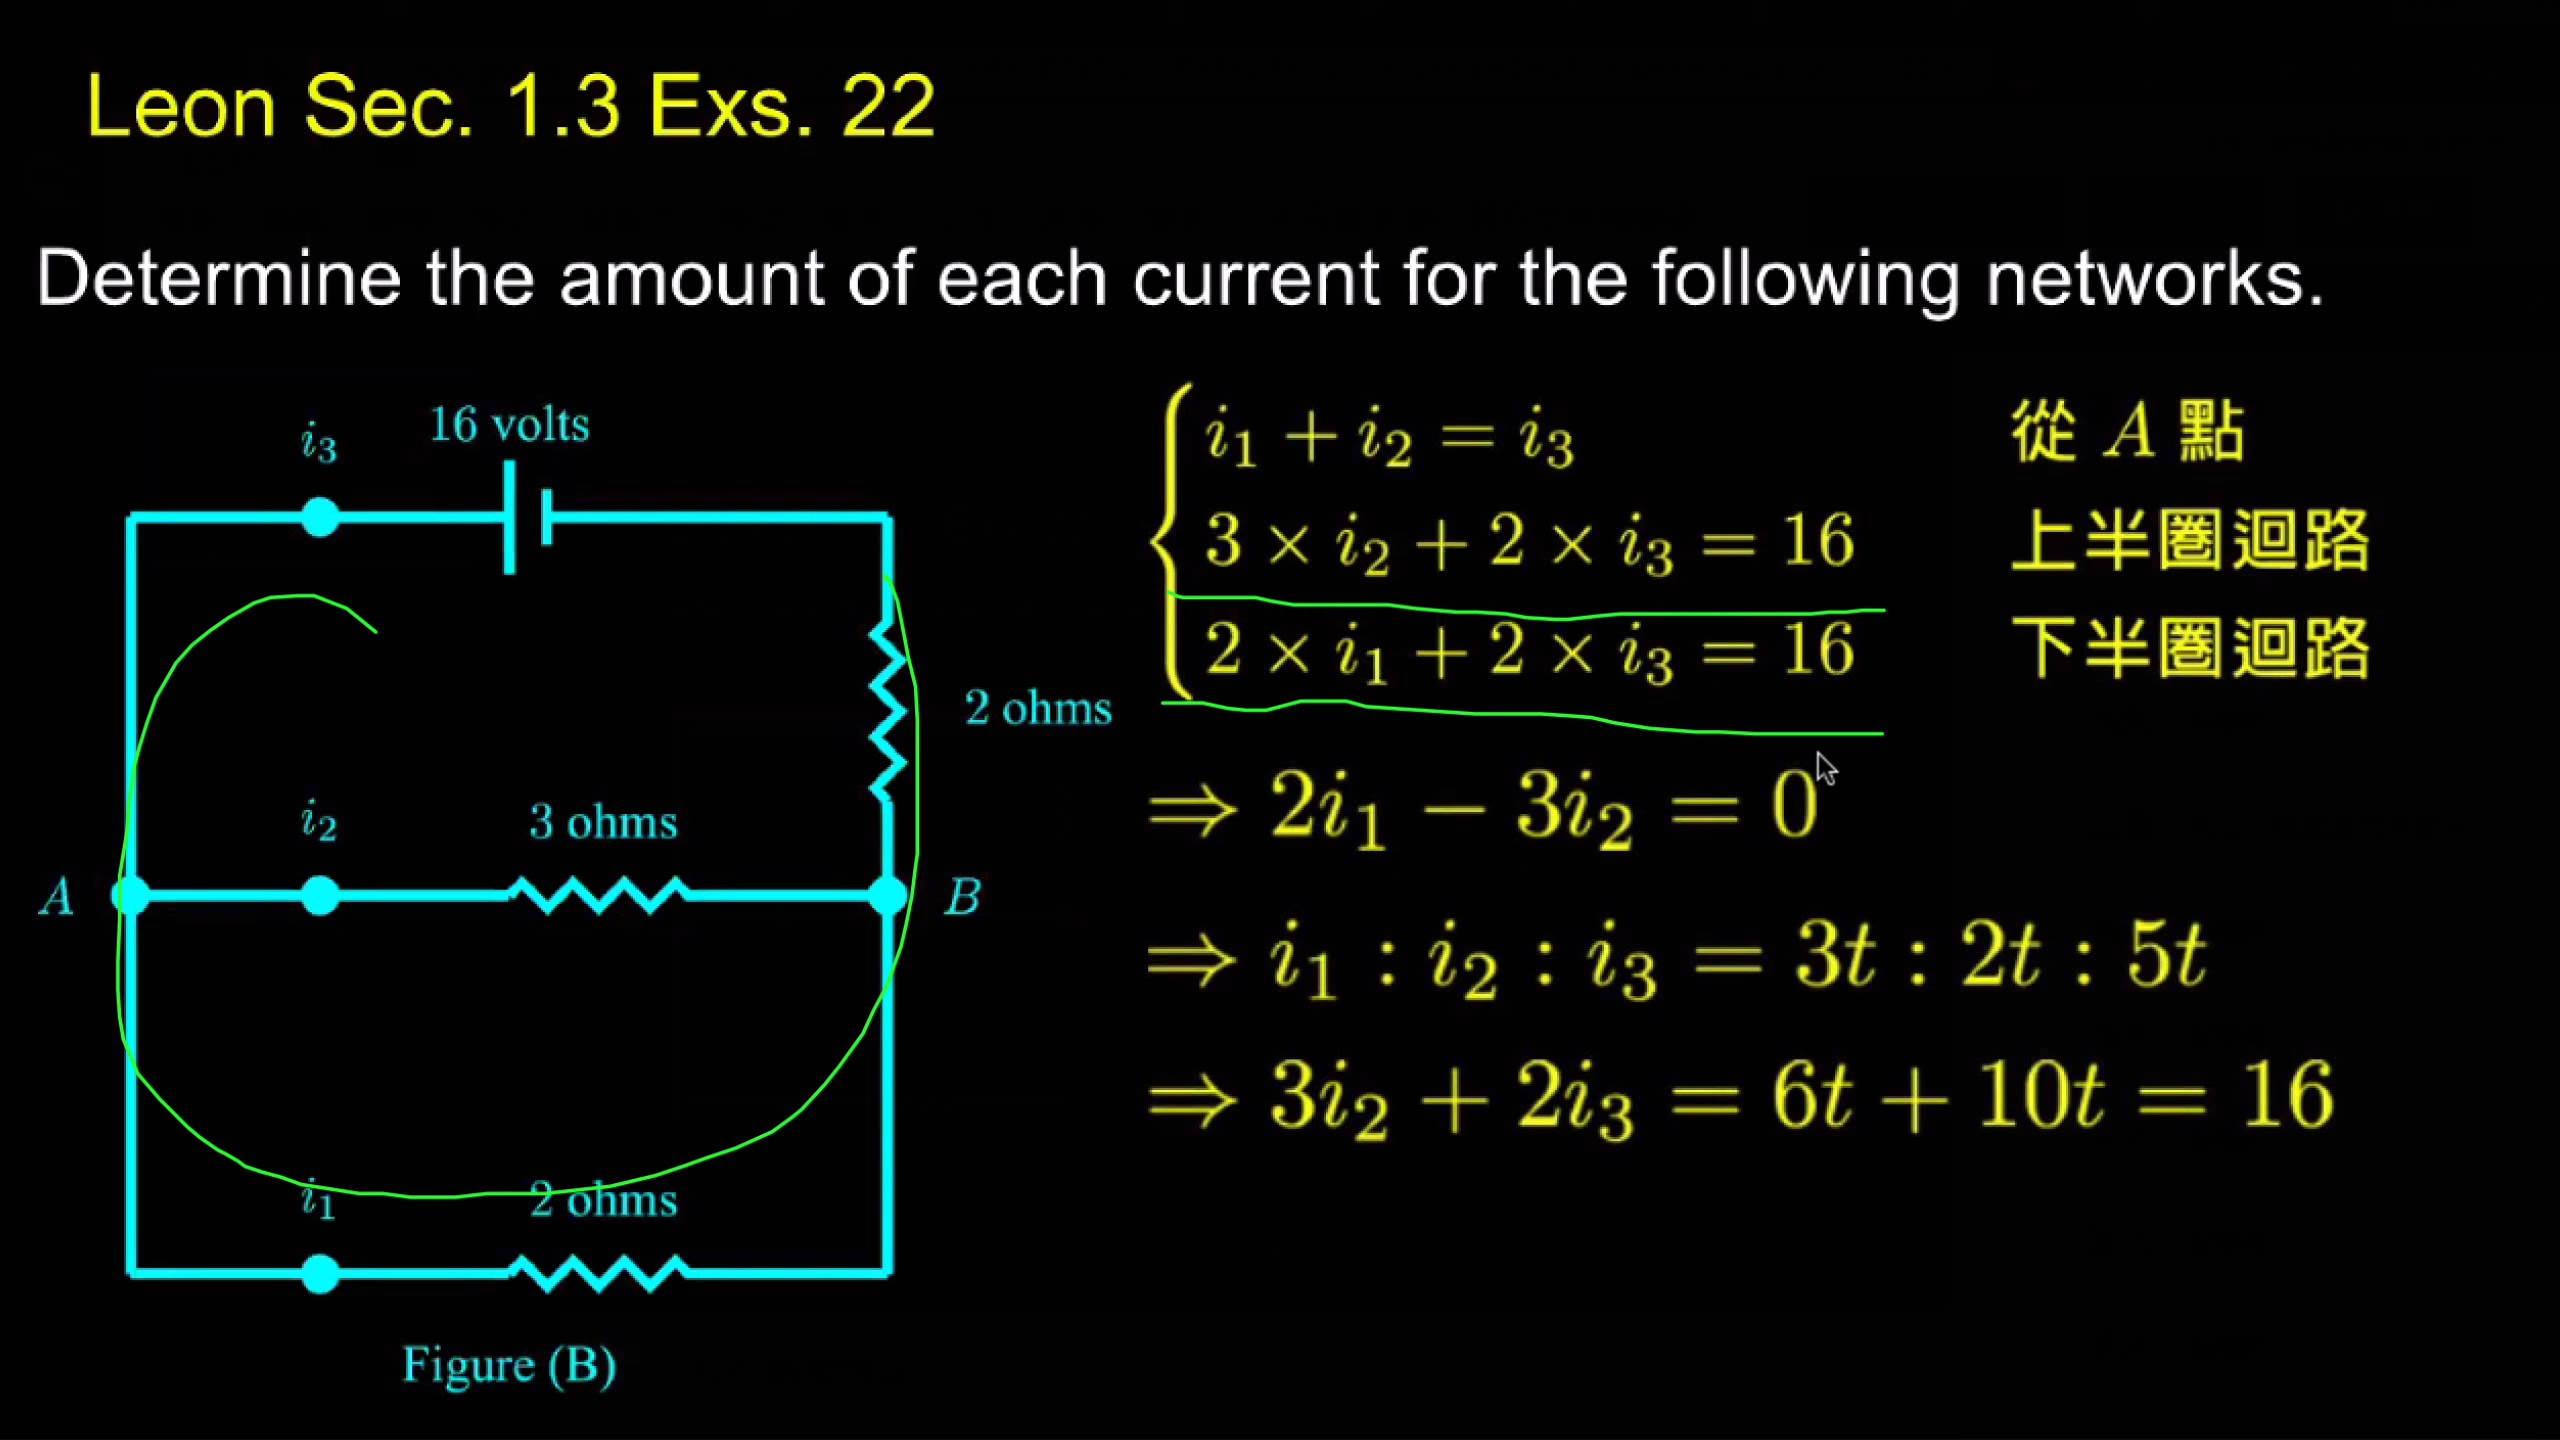 Leon Sec. 1.3 Exs. 22
Determine the amount of each current for the following networks.
i₃ 16 volts
2 ohms
i₂ 3 ohms
A B
i₁ 2 ohms
Figure (B)
i₁ + i₂ = i₃ 從 A 點
3 × i₂ + 2 × i₃ = 16 上半圈迴路
2 × i₁ + 2 × i₃ = 16 下半圈迴路
⇒ 2i₁ − 3i₂ = 0
⇒ i₁ : i₂ : i₃ = 3t : 2t : 5t
⇒ 3i₂ + 2i₃ = 6t + 10t = 16